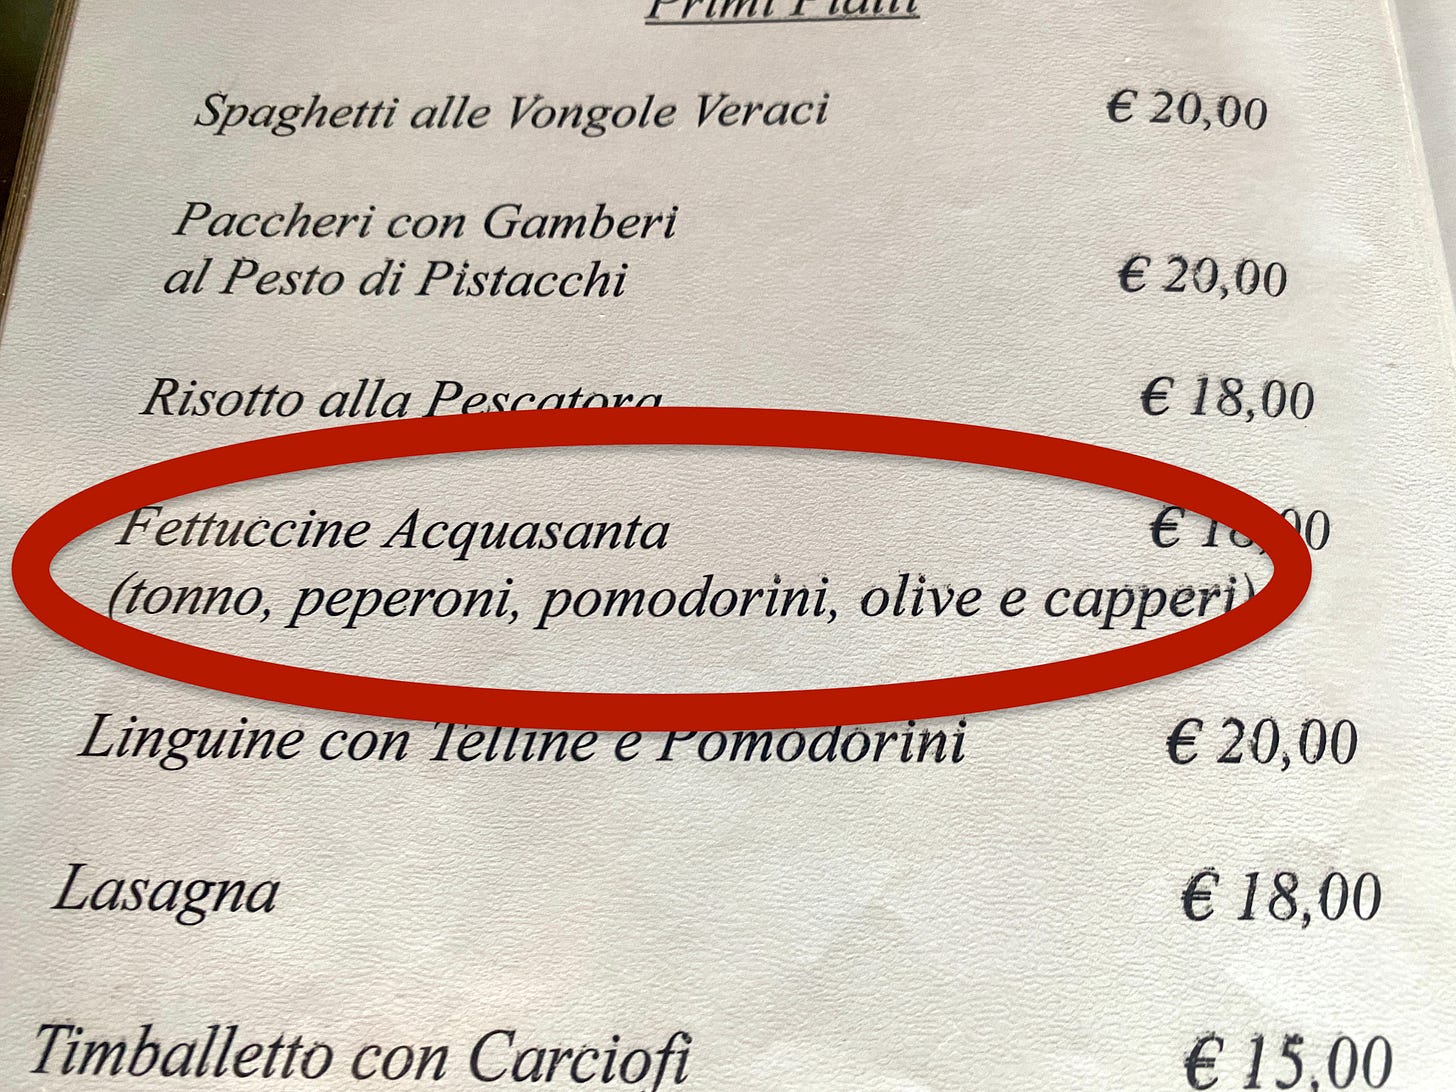 Primi Piatti
Spaghetti alle Vongole Veraci € 20,00
Paccheri con Gamberi
al Pesto di Pistacchi € 20,00
Risotto alla Pescatora € 18,00
Fettuccine Acquasanta €
(tonno, peperoni, pomodorini, olive e capperi)
Linguine con Telline e Pomodorini € 20,00
Lasagna € 18,00
Timballetto con Carciofi € 15,00